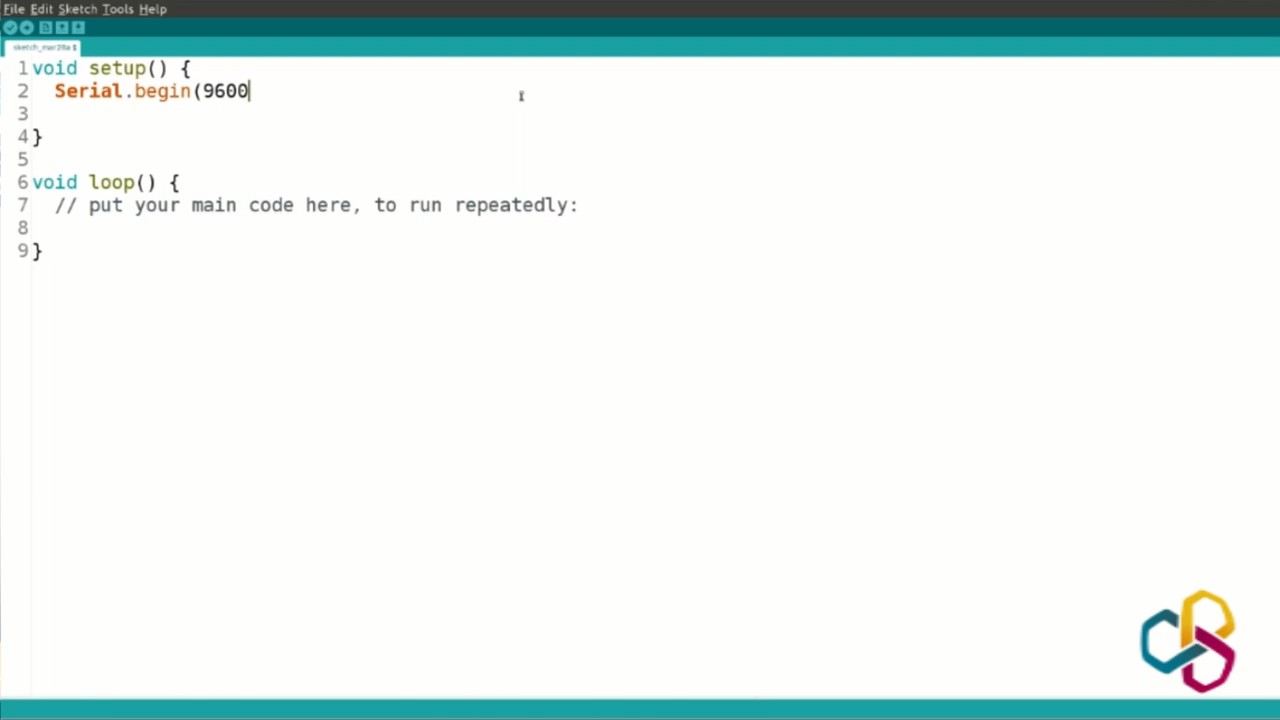 File Edit Sketch Tools Help
sketch_mar28a §
1 void setup() {
2   Serial.begin(9600
3
4 }
5
6 void loop() {
7   // put your main code here, to run repeatedly:
8
9 }